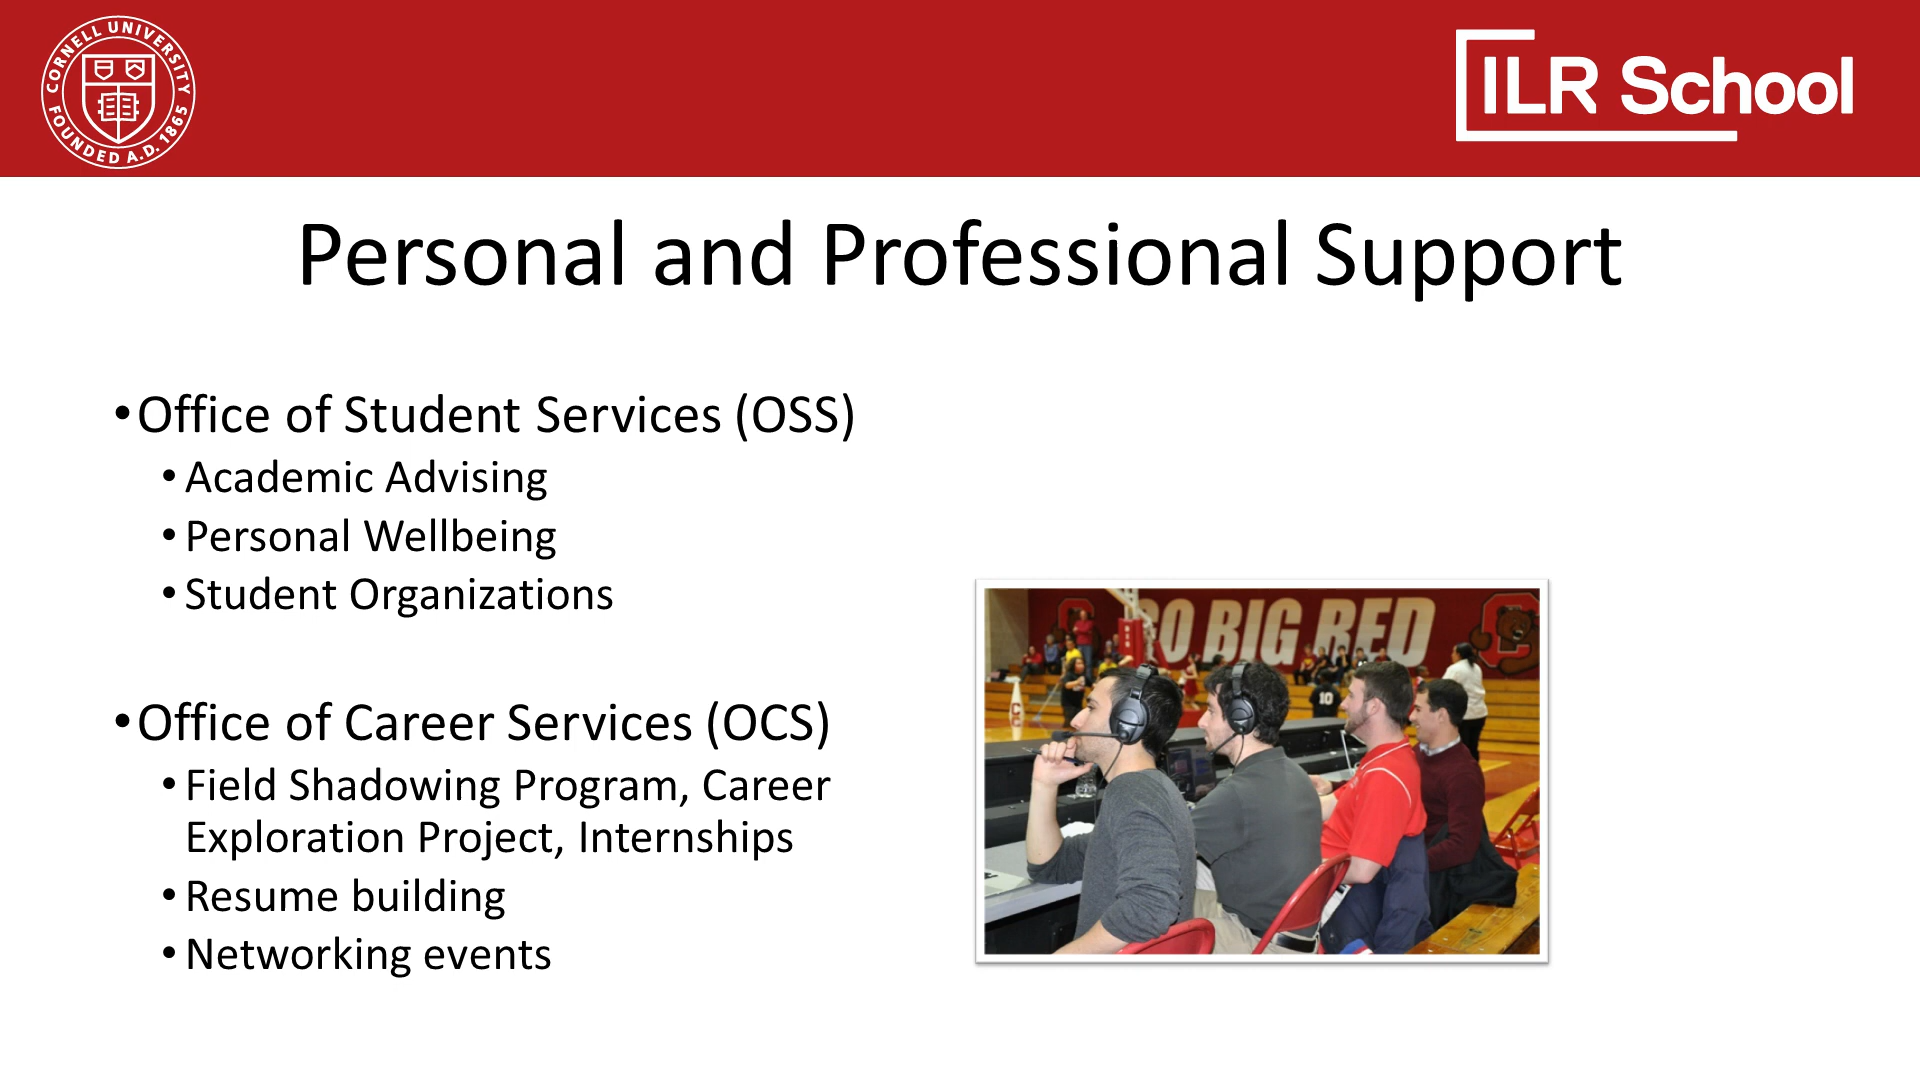 CORNELL UNIVERSITY
FOUNDED A.D. 1865
ILR School
Personal and Professional Support
•Office of Student Services (OSS)
•Academic Advising
•Personal Wellbeing
•Student Organizations
•Office of Career Services (OCS)
•Field Shadowing Program, Career
Exploration Project, Internships
•Resume building
•Networking events
GO BIG RED
10